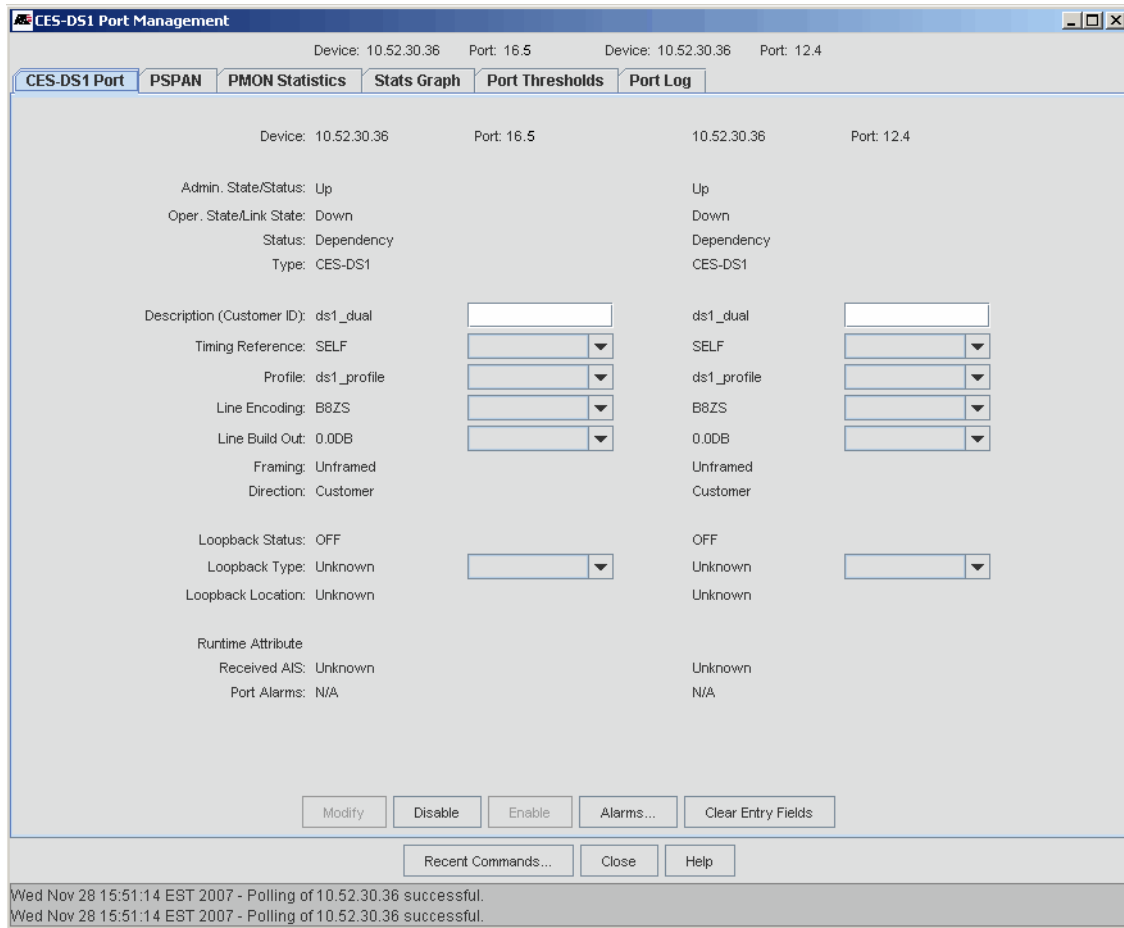 CES-DS1 Port Management
Device: 10.52.30.36 Port: 16.5 Device: 10.52.30.36 Port: 12.4
CES-DS1 Port PSPAN PMON Statistics Stats Graph Port Thresholds Port Log
Device: 10.52.30.36 Port: 16.5 10.52.30.36 Port: 12.4
Admin. State/Status: Up Up
Oper. State/Link State: Down Down
Status: Dependency Dependency
Type: CES-DS1 CES-DS1
Description (Customer ID): ds1_dual ds1_dual
Timing Reference: SELF SELF
Profile: ds1_profile ds1_profile
Line Encoding: B8ZS B8ZS
Line Build Out: 0.0DB 0.0DB
Framing: Unframed Unframed
Direction: Customer Customer
Loopback Status: OFF OFF
Loopback Type: Unknown Unknown
Loopback Location: Unknown Unknown
Runtime Attribute
Received AIS: Unknown Unknown
Port Alarms: N/A N/A
Modify Disable Enable Alarms... Clear Entry Fields
Recent Commands... Close Help
Wed Nov 28 15:51:14 EST 2007 - Polling of 10.52.30.36 successful.
Wed Nov 28 15:51:14 EST 2007 - Polling of 10.52.30.36 successful.